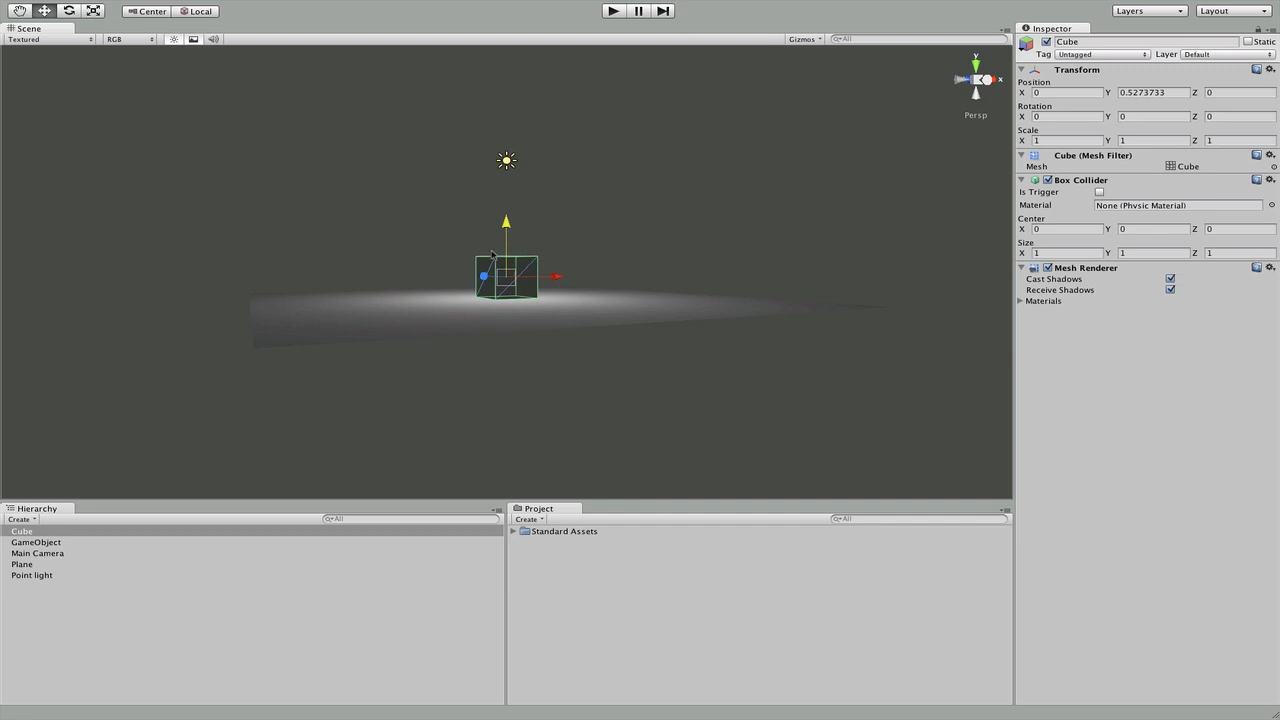 Center Local Layers Layout
Scene Inspector
Textured RGB Gizmos All Cube Static
Tag Untagged Layer Default
y x Transform
Persp Position
X 0 Y 0.5273733 Z 0
Rotation
X 0 Y 0 Z 0
Scale
X 1 Y 1 Z 1
Cube (Mesh Filter)
Mesh Cube
Box Collider
Is Trigger
Material None (Physic Material)
Center
X 0 Y 0 Z 0
Size
X 1 Y 1 Z 1
Mesh Renderer
Cast Shadows
Receive Shadows
Materials
Hierarchy Project
Create All Create All
Cube Standard Assets
GameObject
Main Camera
Plane
Point light